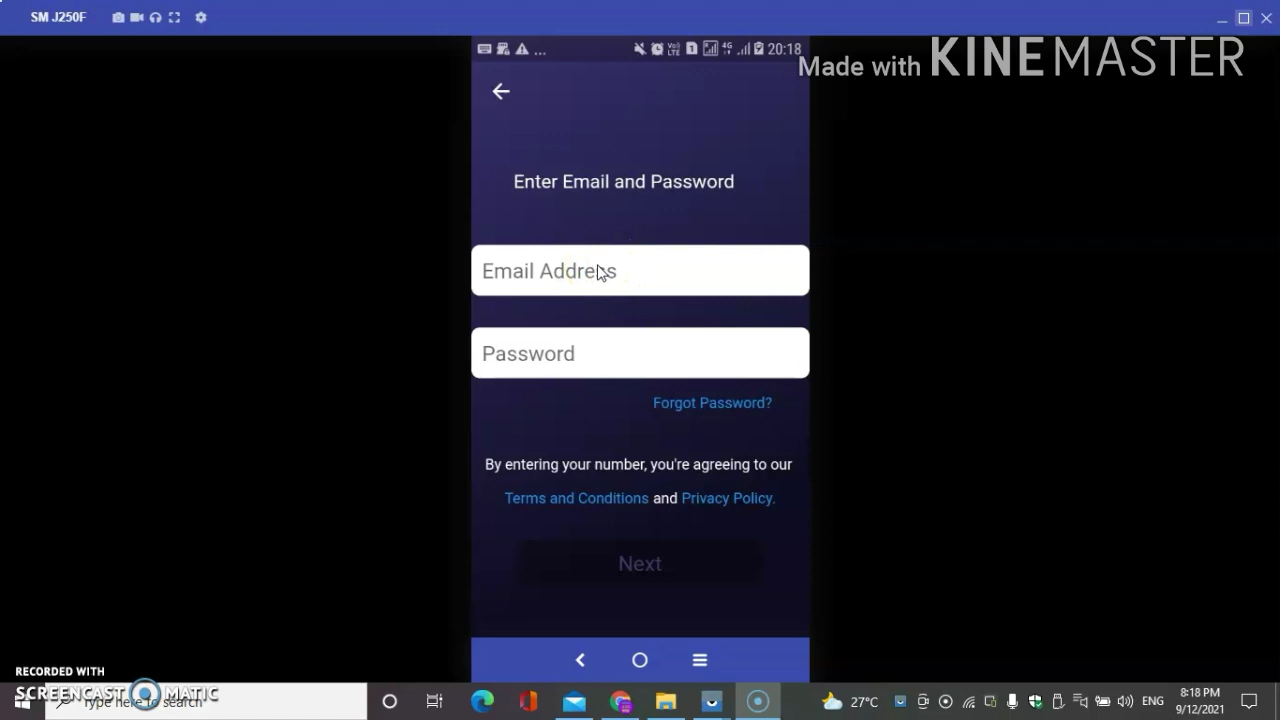 SM J250F
...
20:18
Made with KINEMASTER
Enter Email and Password
Email Address
Password
Forgot Password?
By entering your number, you're agreeing to our
Terms and Conditions and Privacy Policy.
Next
RECORDED WITH
SCREENCAST MATIC
Type here to search
27°C
ENG
8:18 PM
9/12/2021